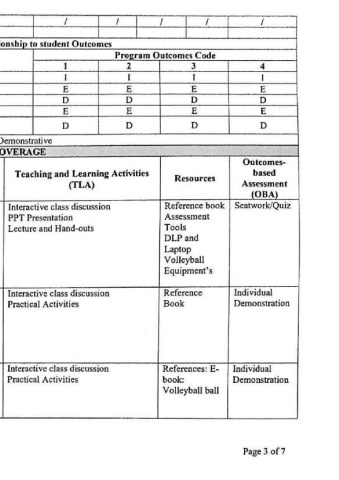 / / / / /
onship to student Outcomes
Program Outcomes Code
1 2 3 4
I I I I
E E E E
D D D D
E E E E
D D D D
Demonstrative
OVERAGE
Teaching and Learning Activities (TLA) Resources Outcomes-based Assessment (OBA)
Interactive class discussion
PPT Presentation
Lecture and Hand-outs
Reference book
Assessment
Tools
DLP and
Laptop
Volleyball
Equipment's
Seatwork/Quiz
Interactive class discussion
Practical Activities
Reference
Book
Individual
Demonstration
Interactive class discussion
Practical Activities
References: E-
book:
Volleyball ball
Individual
Demonstration
Page 3 of 7